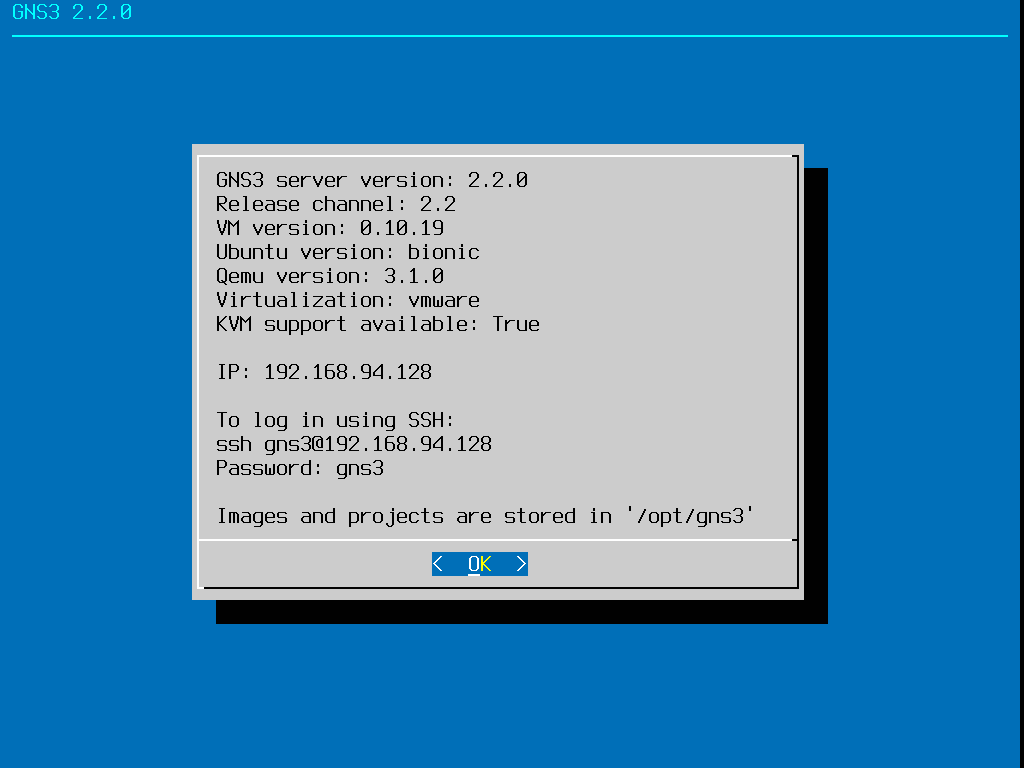 GNS3 2.2.0
GNS3 server version: 2.2.0
Release channel: 2.2
VM version: 0.10.19
Ubuntu version: bionic
Qemu version: 3.1.0
Virtualization: vmware
KVM support available: True
IP: 192.168.94.128
To log in using SSH:
ssh gns3@192.168.94.128
Password: gns3
Images and projects are stored in '/opt/gns3'
<  OK  >